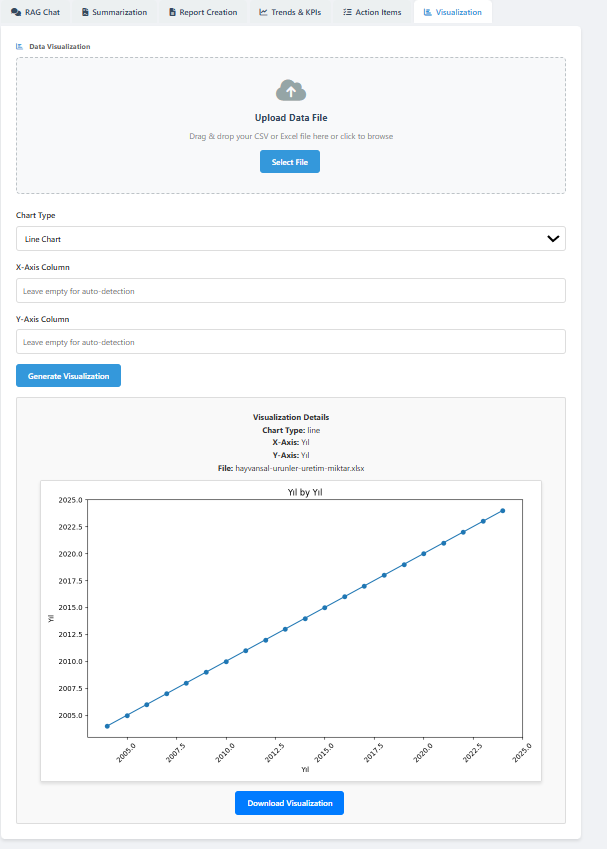 RAG Chat Summarization Report Creation Trends & KPIs Action Items Visualization
Data Visualization
Upload Data File
Drag & drop your CSV or Excel file here or click to browse
Select File
Chart Type
Line Chart
X-Axis Column
Leave empty for auto-detection
Y-Axis Column
Leave empty for auto-detection
Generate Visualization
Visualization Details
Chart Type: line
X-Axis: Yıl
Y-Axis: Yıl
File: hayvansal-urunler-uretim-miktar.xlsx
Yıl by Yıl
2025.0
2022.5
2020.0
2017.5
2015.0
2012.5
2010.0
2007.5
2005.0
Yıl
2005.0 2007.5 2010.0 2012.5 2015.0 2017.5 2020.0 2022.5 2025.0
Yıl
Download Visualization